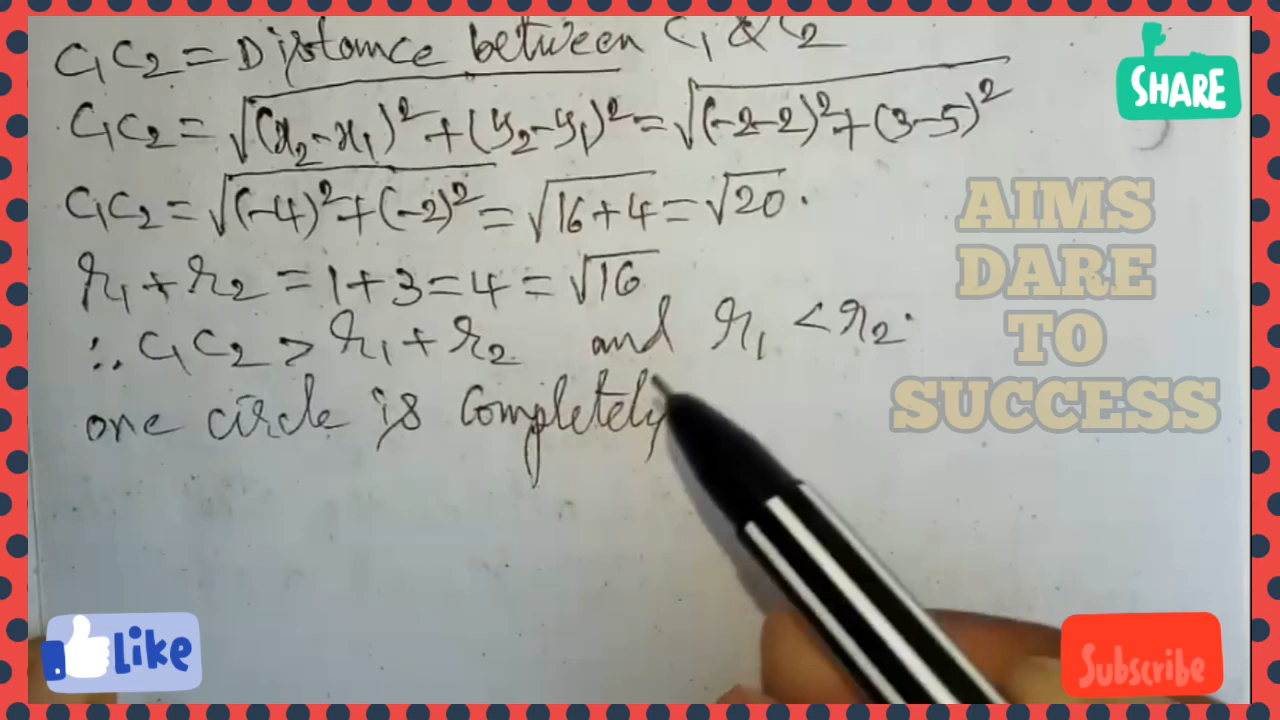 C₁C₂ = Distance between C₁ & C₂
C₁C₂ = √(x₂-x₁)²+(y₂-y₁)² = √(-2-2)²+(3-5)²
C₁C₂ = √(-4)²+(-2)² = √16+4 = √20.
r₁+r₂ = 1+3=4=√16
∴ C₁C₂ > r₁+r₂ and r₁ < r₂.
one circle is completely
SHARE
AIMS
DARE
TO
SUCCESS
Like
Subscribe